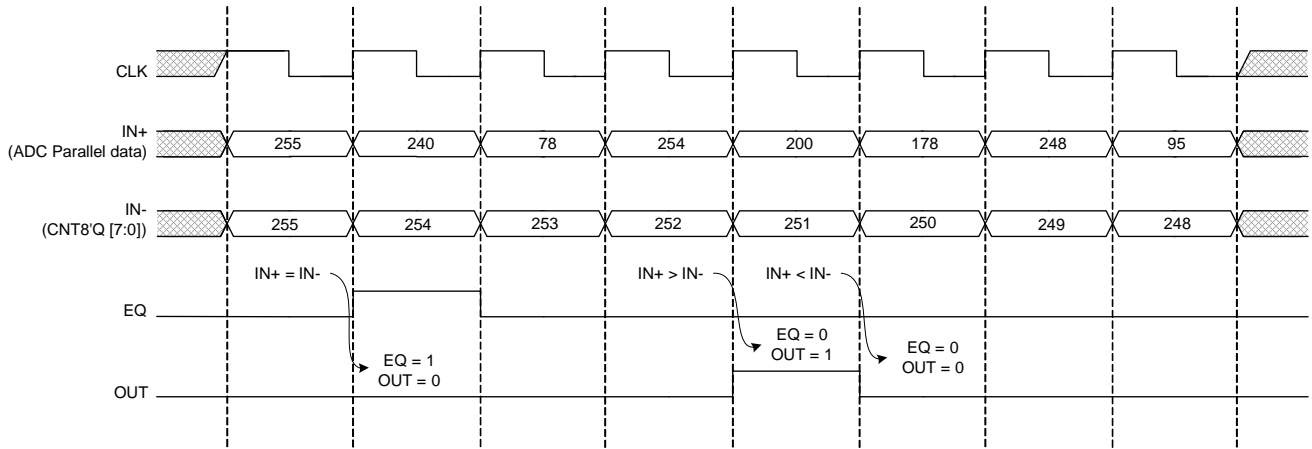 CLK
IN+
(ADC Parallel data)
255 240 78 254 200 178 248 95
IN-
(CNT8'Q [7:0])
255 254 253 252 251 250 249 248
IN+ = IN- IN+ > IN- IN+ < IN-
EQ
EQ = 1
OUT = 0
EQ = 0
OUT = 1
EQ = 0
OUT = 0
OUT